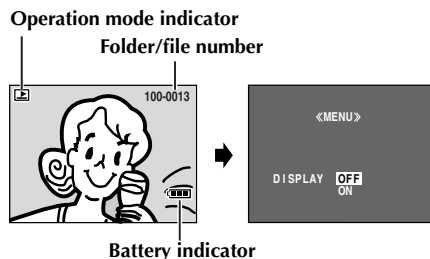 Operation mode indicator
Folder/file number
100-0013
《MENU》
DISPLAY OFF
ON
Battery indicator